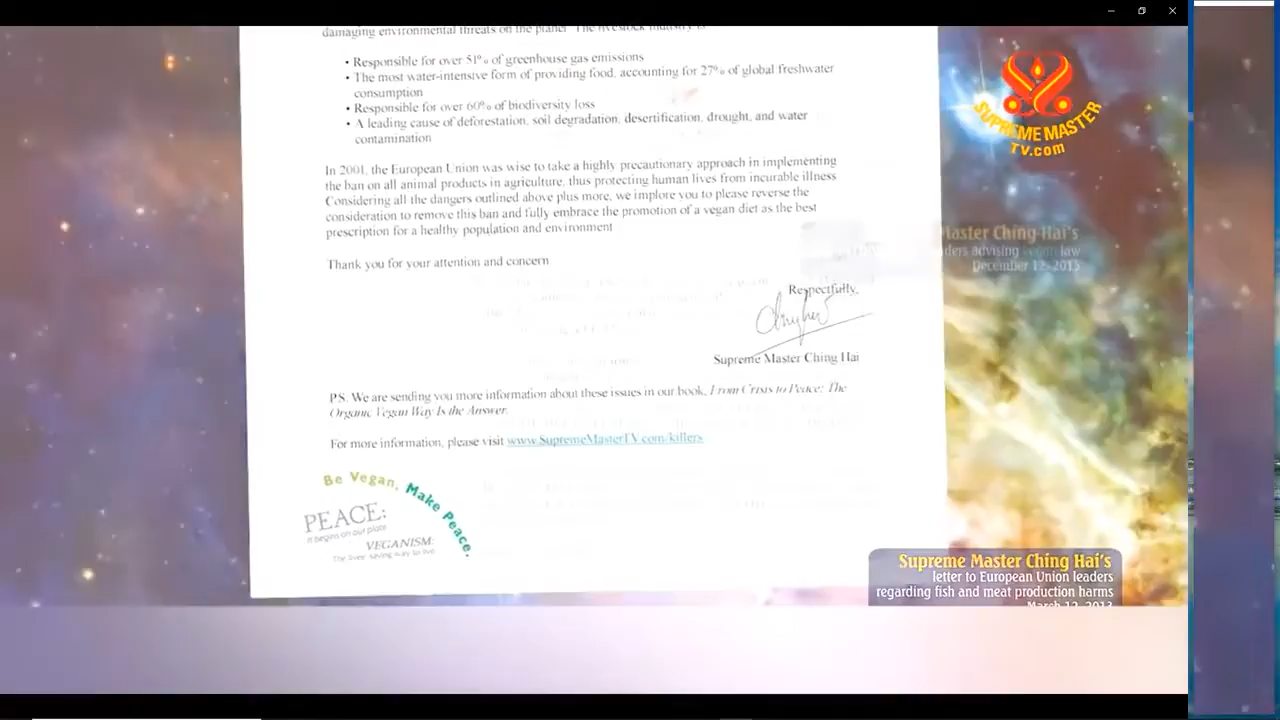 damaging environmental threats on the planet. The livestock industry is
• Responsible for over 51% of greenhouse gas emissions
• The most water-intensive form of providing food, accounting for 27% of global freshwater
consumption
• Responsible for over 60% of biodiversity loss
• A leading cause of deforestation, soil degradation, desertification, drought, and water
contamination
In 2001, the European Union was wise to take a highly precautionary approach in implementing
the ban on all animal products in agriculture, thus protecting human lives from incurable illness
Considering all the dangers outlined above plus more, we implore you to please reverse the
consideration to remove this ban and fully embrace the promotion of a vegan diet as the best
prescription for a healthy population and environment
Thank you for your attention and concern
Respectfully,
Supreme Master Ching Hai
PS. We are sending you more information about these issues in our book, From Crisis to Peace: The
Organic Vegan Way Is the Answer.
For more information, please visit www.SupremeMasterTV.com/killers
Be Vegan, Make Peace.
PEACE:
it begins on our plate
VEGANISM:
SUPREME MASTER
TV.com
Master Ching Hai's
advising vegan law
Supreme Master Ching Hai's
letter to European Union leaders
regarding fish and meat production harms
March 12, 2013